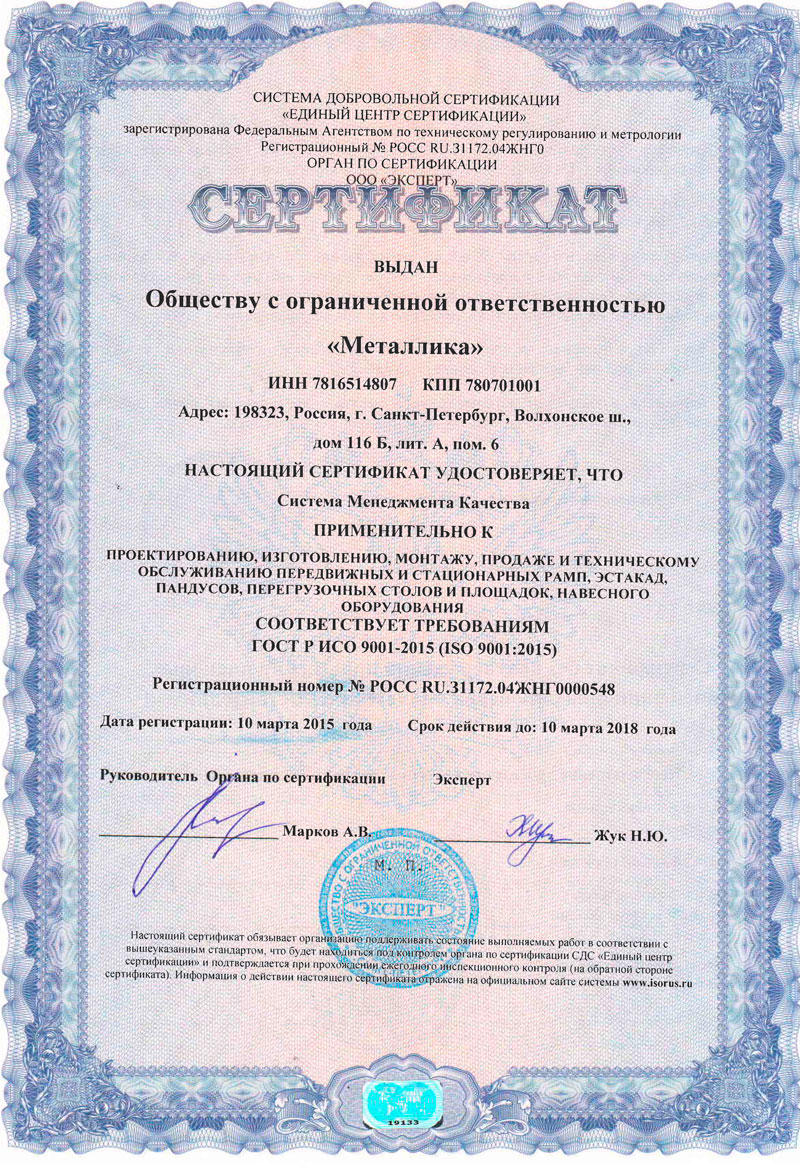 СИСТЕМА ДОБРОВОЛЬНОЙ СЕРТИФИКАЦИИ
«ЕДИНЫЙ ЦЕНТР СЕРТИФИКАЦИИ»
зарегистрирована Федеральным Агентством по техническому регулированию и метрологии
Регистрационный № РОСС RU.31172.04ЖНГ0
ОРГАН ПО СЕРТИФИКАЦИИ
ООО «ЭКСПЕРТ»
СЕРТИФИКАТ
ВЫДАН
Обществу с ограниченной ответственностью
«Металлика»
ИНН 7816514807 КПП 780701001
Адрес: 198323, Россия, г. Санкт-Петербург, Волхонское ш.,
дом 116 Б, лит. А, пом. 6
НАСТОЯЩИЙ СЕРТИФИКАТ УДОСТОВЕРЯЕТ, ЧТО
Система Менеджмента Качества
ПРИМЕНИТЕЛЬНО К
ПРОЕКТИРОВАНИЮ, ИЗГОТОВЛЕНИЮ, МОНТАЖУ, ПРОДАЖЕ И ТЕХНИЧЕСКОМУ
ОБСЛУЖИВАНИЮ ПЕРЕДВИЖНЫХ И СТАЦИОНАРНЫХ РАМП, ЭСТАКАД,
ПАНДУСОВ, ПЕРЕГРУЗОЧНЫХ СТОЛОВ И ПЛОЩАДОК, НАВЕСНОГО
ОБОРУДОВАНИЯ
СООТВЕТСТВУЕТ ТРЕБОВАНИЯМ
ГОСТ Р ИСО 9001-2015 (ISO 9001:2015)
Регистрационный номер № РОСС RU.31172.04ЖНГ0000548
Дата регистрации: 10 марта 2015 года Срок действия до: 10 марта 2018 года
Руководитель Органа по сертификации Эксперт
Марков А.В. Жук Н.Ю.
М. П.
ОБЩЕСТВО С ОГРАНИЧЕННОЙ ОТВЕТСТВЕННОСТЬЮ
"ЭКСПЕРТ"
Настоящий сертификат обязывает организацию поддерживать состояние выполняемых работ в соответствии с
вышеуказанным стандартом, что будет находиться под контролем органа по сертификации СДС «Единый центр
сертификации» и подтверждается при прохождении ежегодного инспекционного контроля (на обратной стороне
сертификата). Информация о действии настоящего сертификата отражена на официальном сайте системы www.isorus.ru
19133